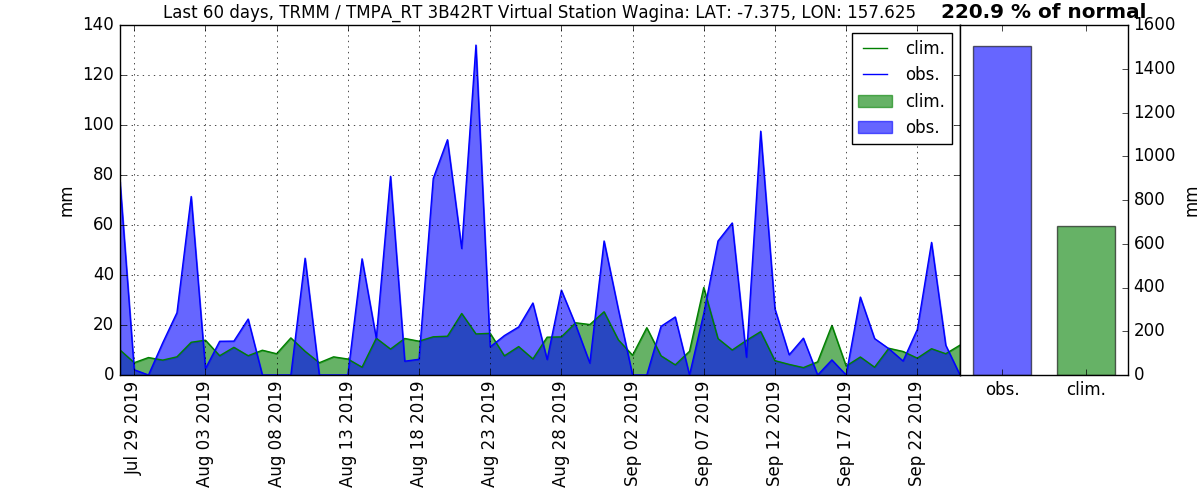 Last 60 days, TRMM / TMPA_RT 3B42RT Virtual Station Wagina: LAT: -7.375, LON: 157.625
220.9 % of normal
140
120
100
80
60
40
20
0
mm
clim.
obs.
clim.
obs.
1600
1400
1200
1000
800
600
400
200
0
mm
Jul 29 2019
Aug 03 2019
Aug 08 2019
Aug 13 2019
Aug 18 2019
Aug 23 2019
Aug 28 2019
Sep 02 2019
Sep 07 2019
Sep 12 2019
Sep 17 2019
Sep 22 2019
obs.
clim.